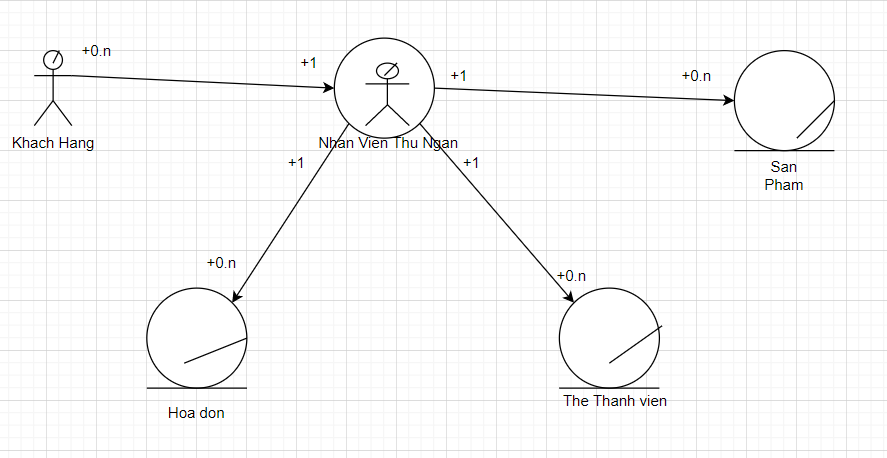 +0.n
+1
+1
+0.n
Khach Hang
Nhan Vien Thu Ngan
+1
+1
San
Pham
+0.n
+0.n
Hoa don
The Thanh vien